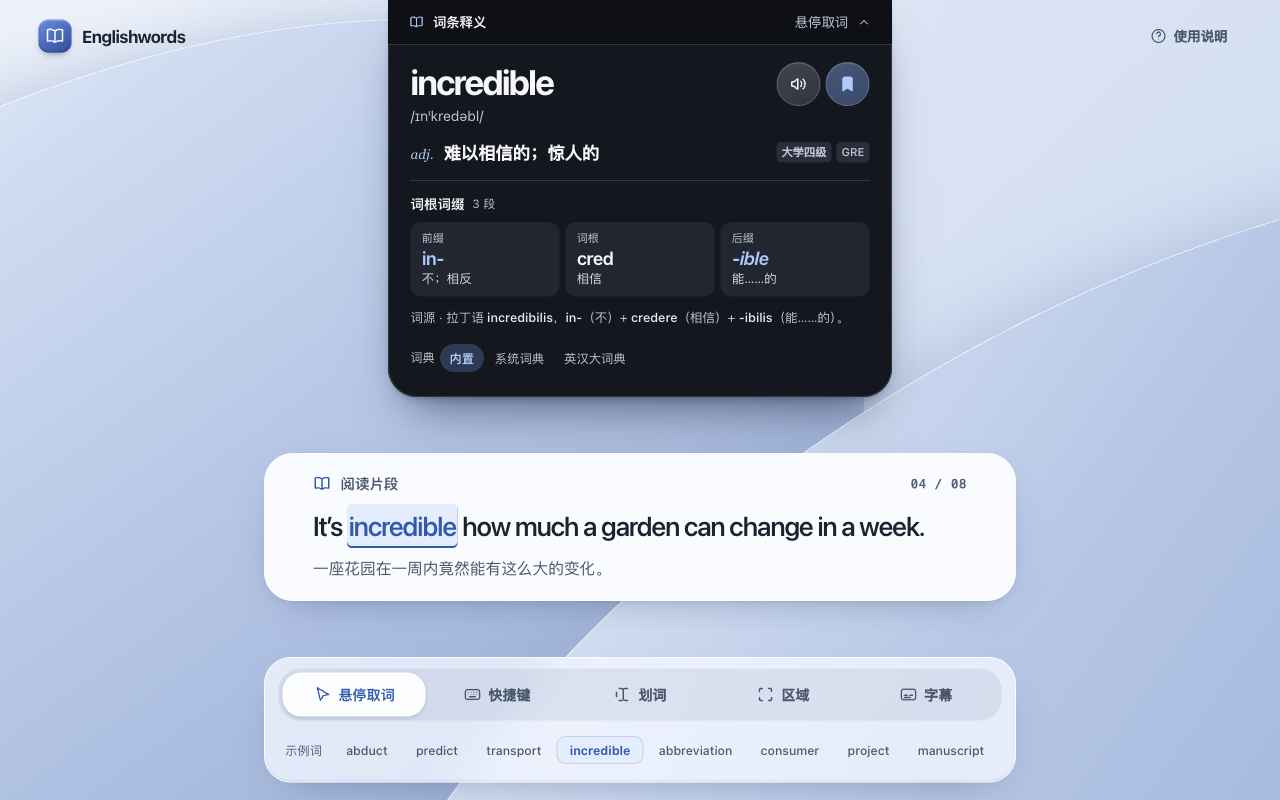 Englishwords
词条释义
悬停取词
使用说明
incredible
/ɪnˈkredəbl/
adj. 难以相信的；惊人的
大学四级 GRE
词根词缀 3 段
前缀
in-
不；相反
词根
cred
相信
后缀
-ible
能……的
词源 · 拉丁语 incredibilis，in-（不）+ credere（相信）+ -ibilis（能……的）。
词典 内置 系统词典 英汉大词典
阅读片段
04 / 08
It’s incredible how much a garden can change in a week.
一座花园在一周内竟然能有这么大的变化。
悬停取词 快捷键 划词 区域 字幕
示例词 abduct predict transport incredible abbreviation consumer project manuscript